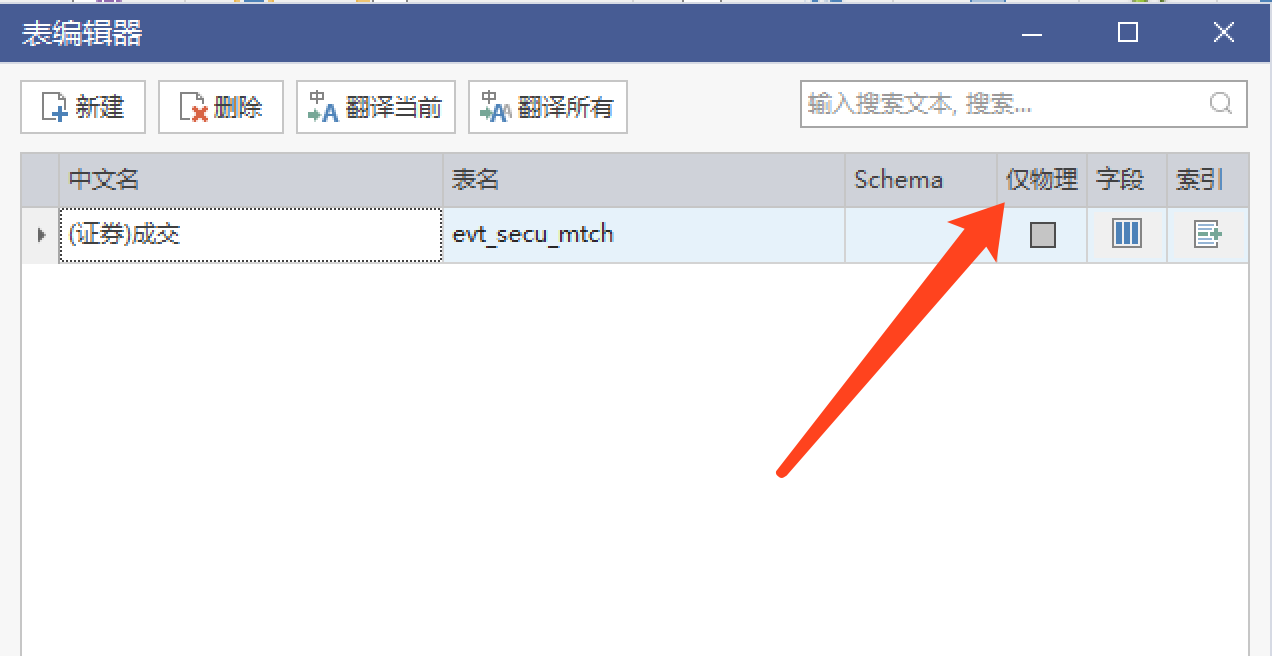 表编辑器
新建 删除 翻译当前 翻译所有 输入搜索文本, 搜索...
中文名 表名 Schema 仅物理 字段 索引
(证券)成交 evt_secu_mtch